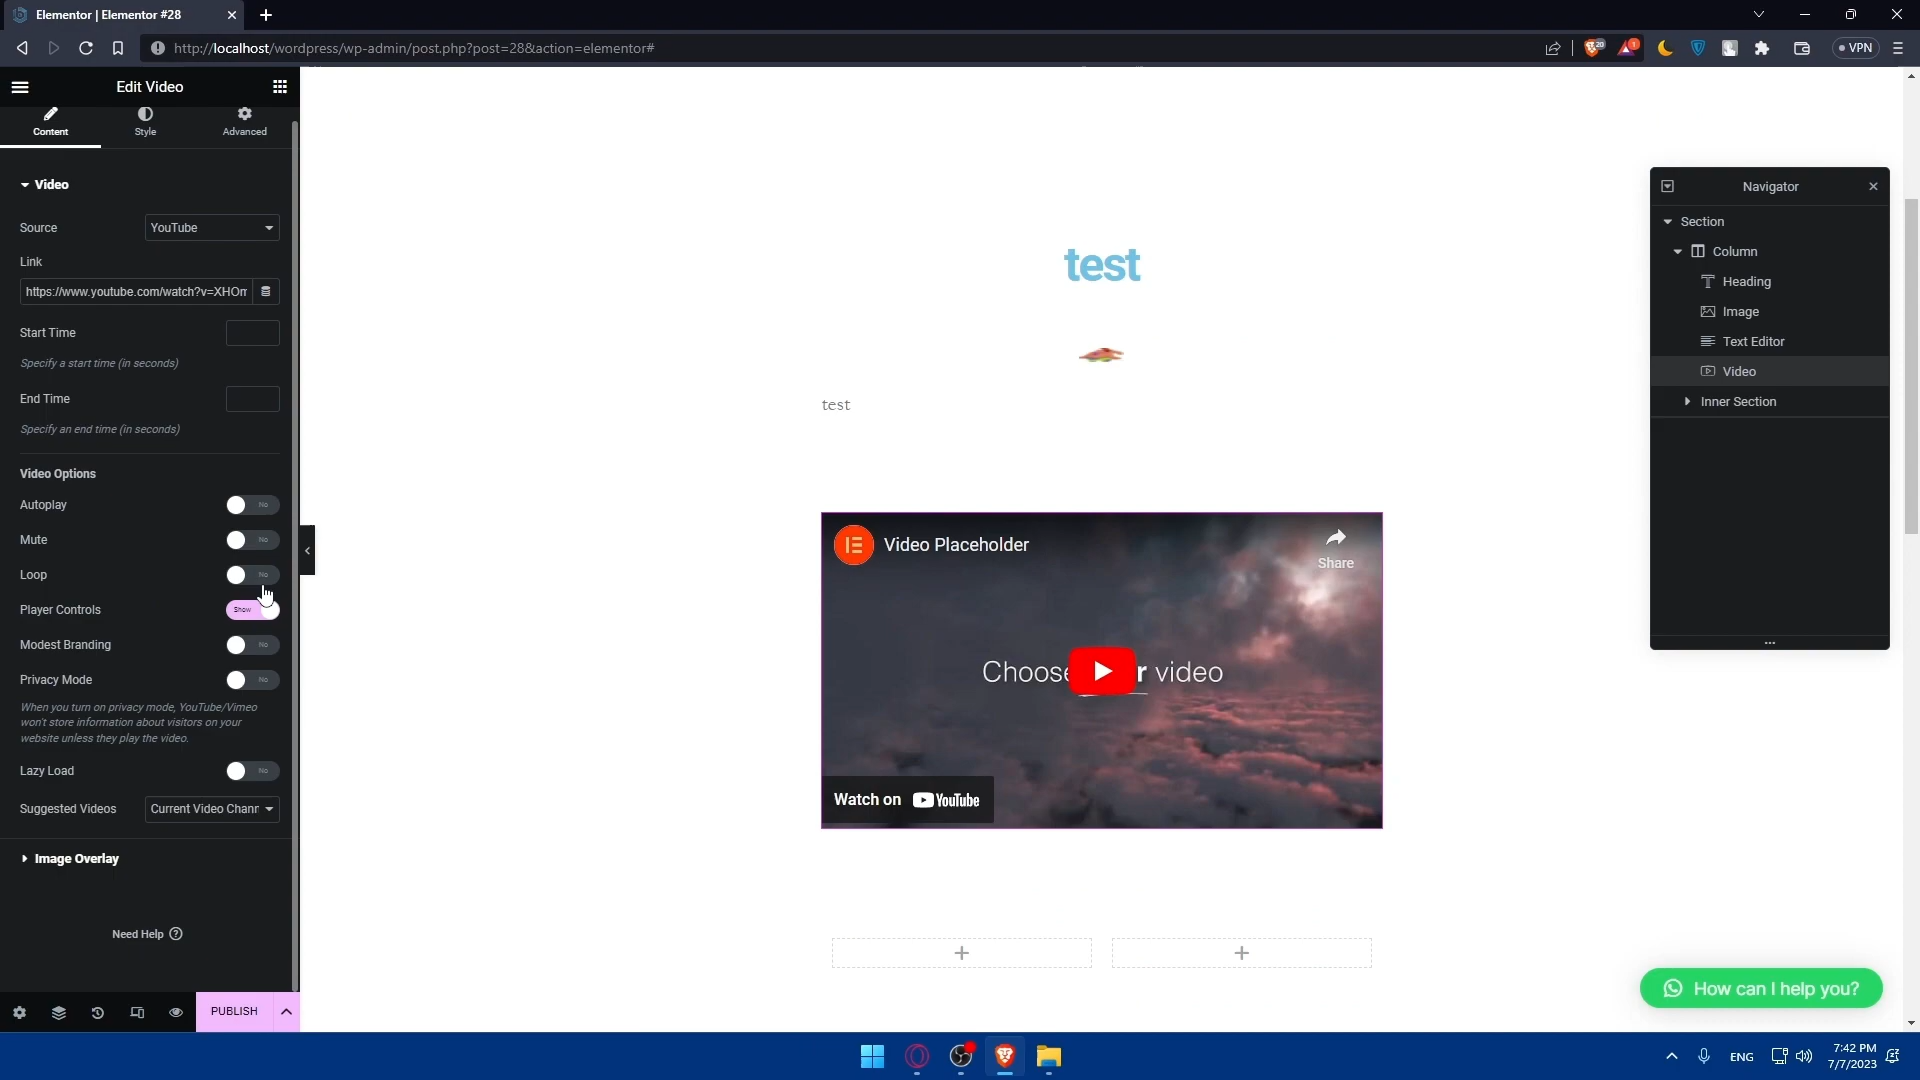 Elementor | Elementor #28
http://localhost/wordpress/wp-admin/post.php?post=28&action=elementor#
20
1
VPN
Edit Video
Content
Style
Advanced
Video
Source
YouTube
Link
https://www.youtube.com/watch?v=XHOm
Start Time
Specify a start time (in seconds)
End Time
Specify an end time (in seconds)
Video Options
Autoplay
No
Mute
No
Loop
No
Player Controls
Show
Modest Branding
No
Privacy Mode
No
When you turn on privacy mode, YouTube/Vimeo
won't store information about visitors on your
website unless they play the video.
Lazy Load
No
Suggested Videos
Current Video Chann
Image Overlay
Need Help
PUBLISH
test
test
Video Placeholder
Share
Choose r video
Watch on YouTube
Navigator
Section
Column
Heading
Image
Text Editor
Video
Inner Section
How can I help you?
ENG
7:42 PM
7/7/2023